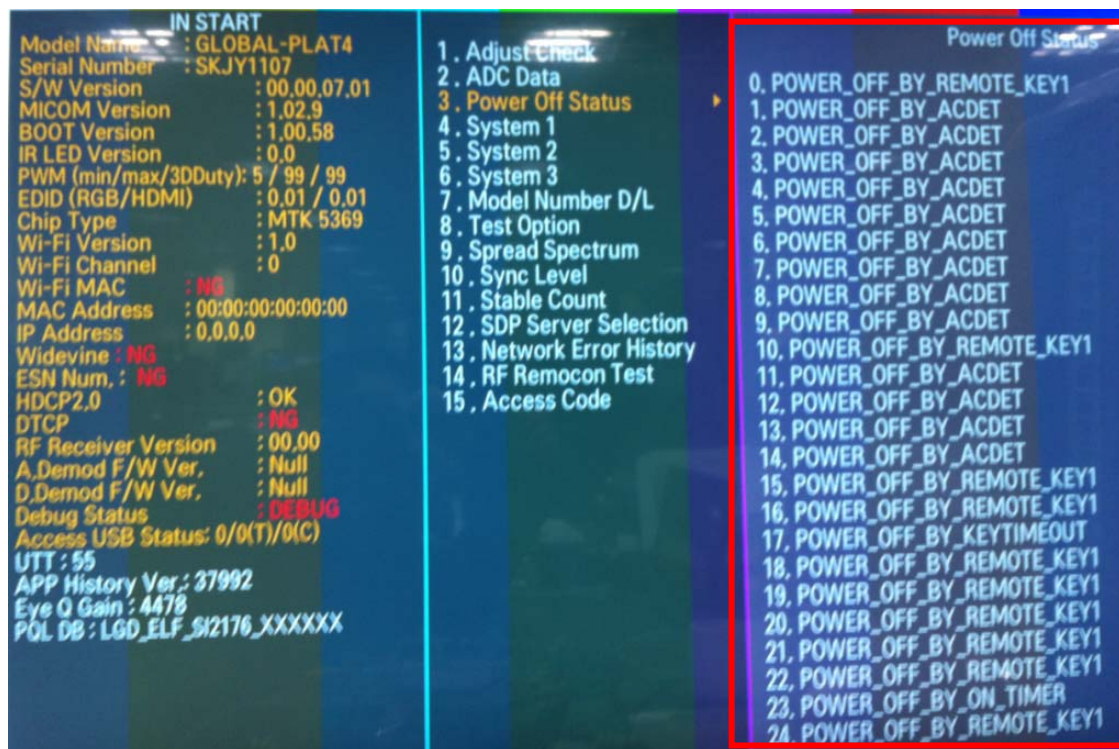 IN START
Model Name : GLOBAL-PLAT4
Serial Number : SKJY1107
S/W Version : 00.00.07.01
MICOM Version : 1.02.9
BOOT Version : 1.00.58
IR LED Version : 0.0
PWM (min/max/3DDuty): 5 / 99 / 99
EDID (RGB/HDMI) : 0.01 / 0.01
Chip Type : MTK 5369
Wi-Fi Version : 1.0
Wi-Fi Channel : 0
Wi-Fi MAC : NG
MAC Address : 00:00:00:00:00:00
IP Address : 0.0.0.0
Widevine : NG
ESN Num. : NG
HDCP2.0 : OK
DTCP : NG
RF Receiver Version : 00.00
A.Demod F/W Ver. : Null
D.Demod F/W Ver. : Null
Debug Status : DEBUG
Access USB Status: 0/0(T)/0(C)
UTT : 55
APP History Ver.: 37992
Eye Q Gain : 4478
PQL DB : LGD_ELF_SI2176_XXXXXX
1. Adjust Check
2. ADC Data
3. Power Off Status
4. System 1
5. System 2
6. System 3
7. Model Number D/L
8. Test Option
9. Spread Spectrum
10. Sync Level
11. Stable Count
12. SDP Server Selection
13. Network Error History
14. RF Remocon Test
15. Access Code
Power Off Status
0. POWER_OFF_BY_REMOTE_KEY1
1. POWER_OFF_BY_ACDET
2. POWER_OFF_BY_ACDET
3. POWER_OFF_BY_ACDET
4. POWER_OFF_BY_ACDET
5. POWER_OFF_BY_ACDET
6. POWER_OFF_BY_ACDET
7. POWER_OFF_BY_ACDET
8. POWER_OFF_BY_ACDET
9. POWER_OFF_BY_ACDET
10. POWER_OFF_BY_REMOTE_KEY1
11. POWER_OFF_BY_ACDET
12. POWER_OFF_BY_ACDET
13. POWER_OFF_BY_ACDET
14. POWER_OFF_BY_ACDET
15. POWER_OFF_BY_REMOTE_KEY1
16. POWER_OFF_BY_REMOTE_KEY1
17. POWER_OFF_BY_KEYTIMEOUT
18. POWER_OFF_BY_REMOTE_KEY1
19. POWER_OFF_BY_REMOTE_KEY1
20. POWER_OFF_BY_REMOTE_KEY1
21. POWER_OFF_BY_REMOTE_KEY1
22. POWER_OFF_BY_REMOTE_KEY1
23. POWER_OFF_BY_ON_TIMER
24. POWER_OFF_BY_REMOTE_KEY1